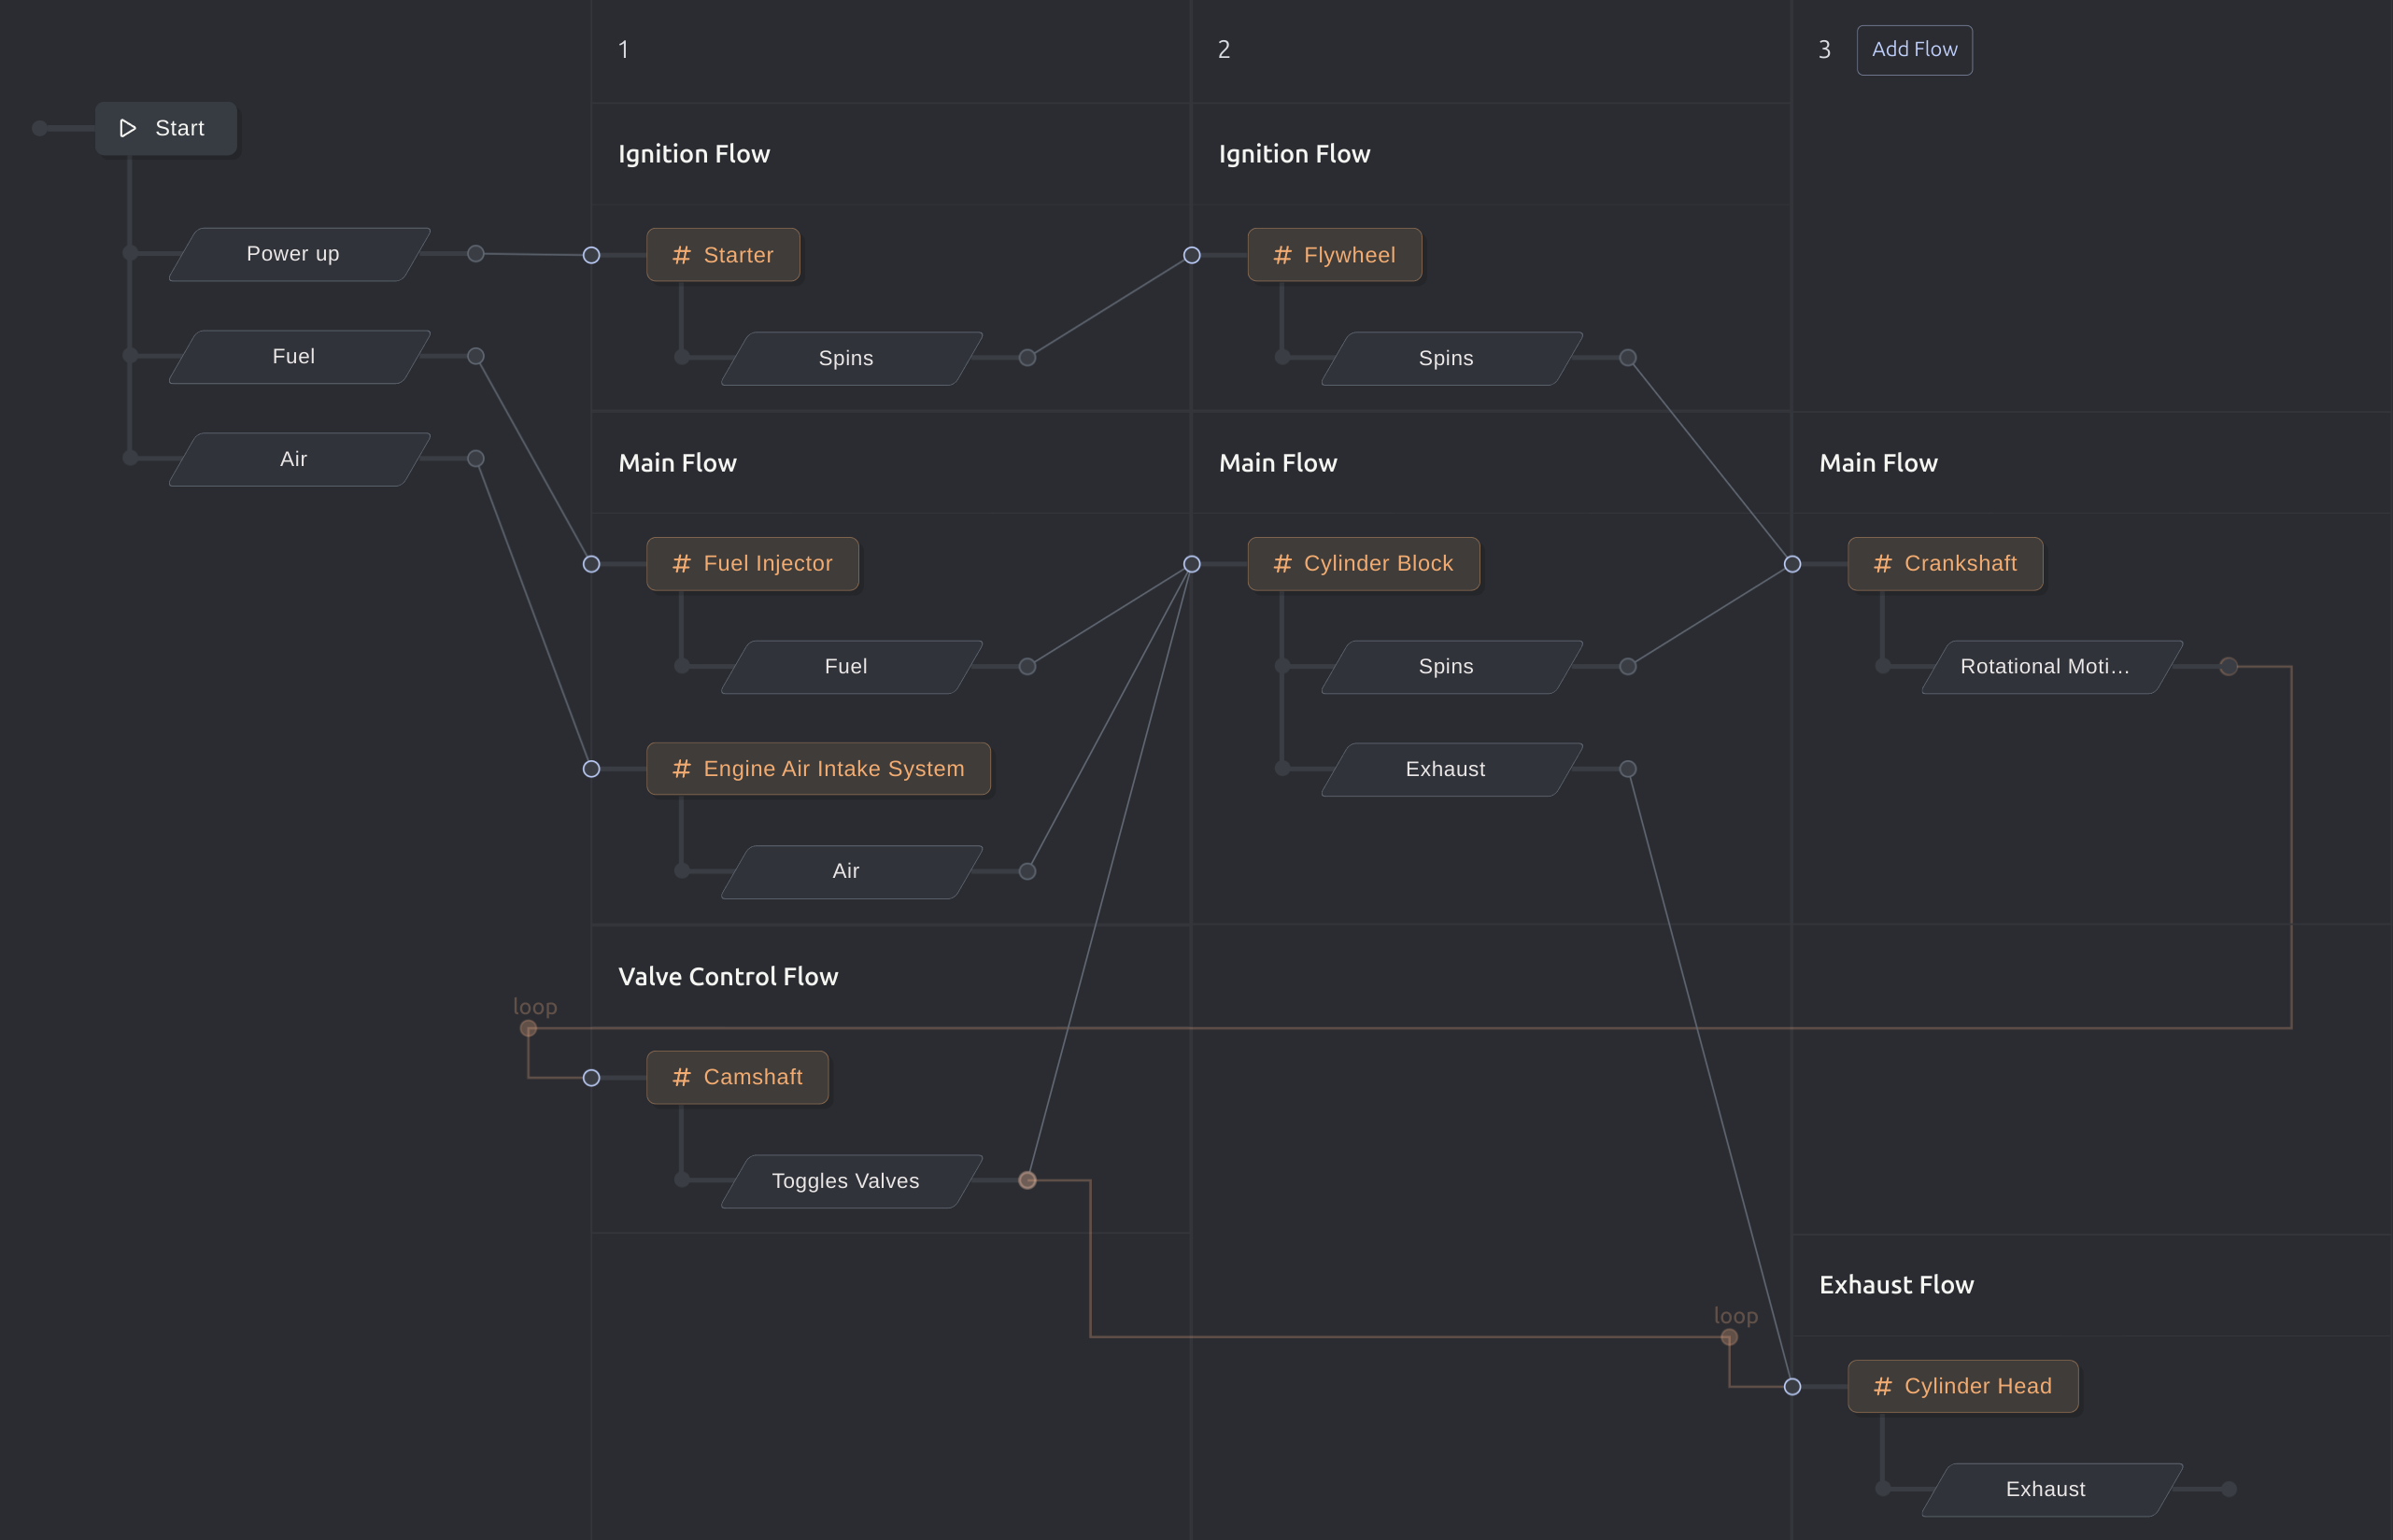 1
2
3
Add Flow
Start
Power up
Fuel
Air
Ignition Flow
# Starter
Spins
Ignition Flow
# Flywheel
Spins
Main Flow
# Fuel Injector
Fuel
# Engine Air Intake System
Air
Main Flow
# Cylinder Block
Spins
Exhaust
Main Flow
# Crankshaft
Rotational Moti...
Valve Control Flow
loop
# Camshaft
Toggles Valves
Exhaust Flow
loop
# Cylinder Head
Exhaust